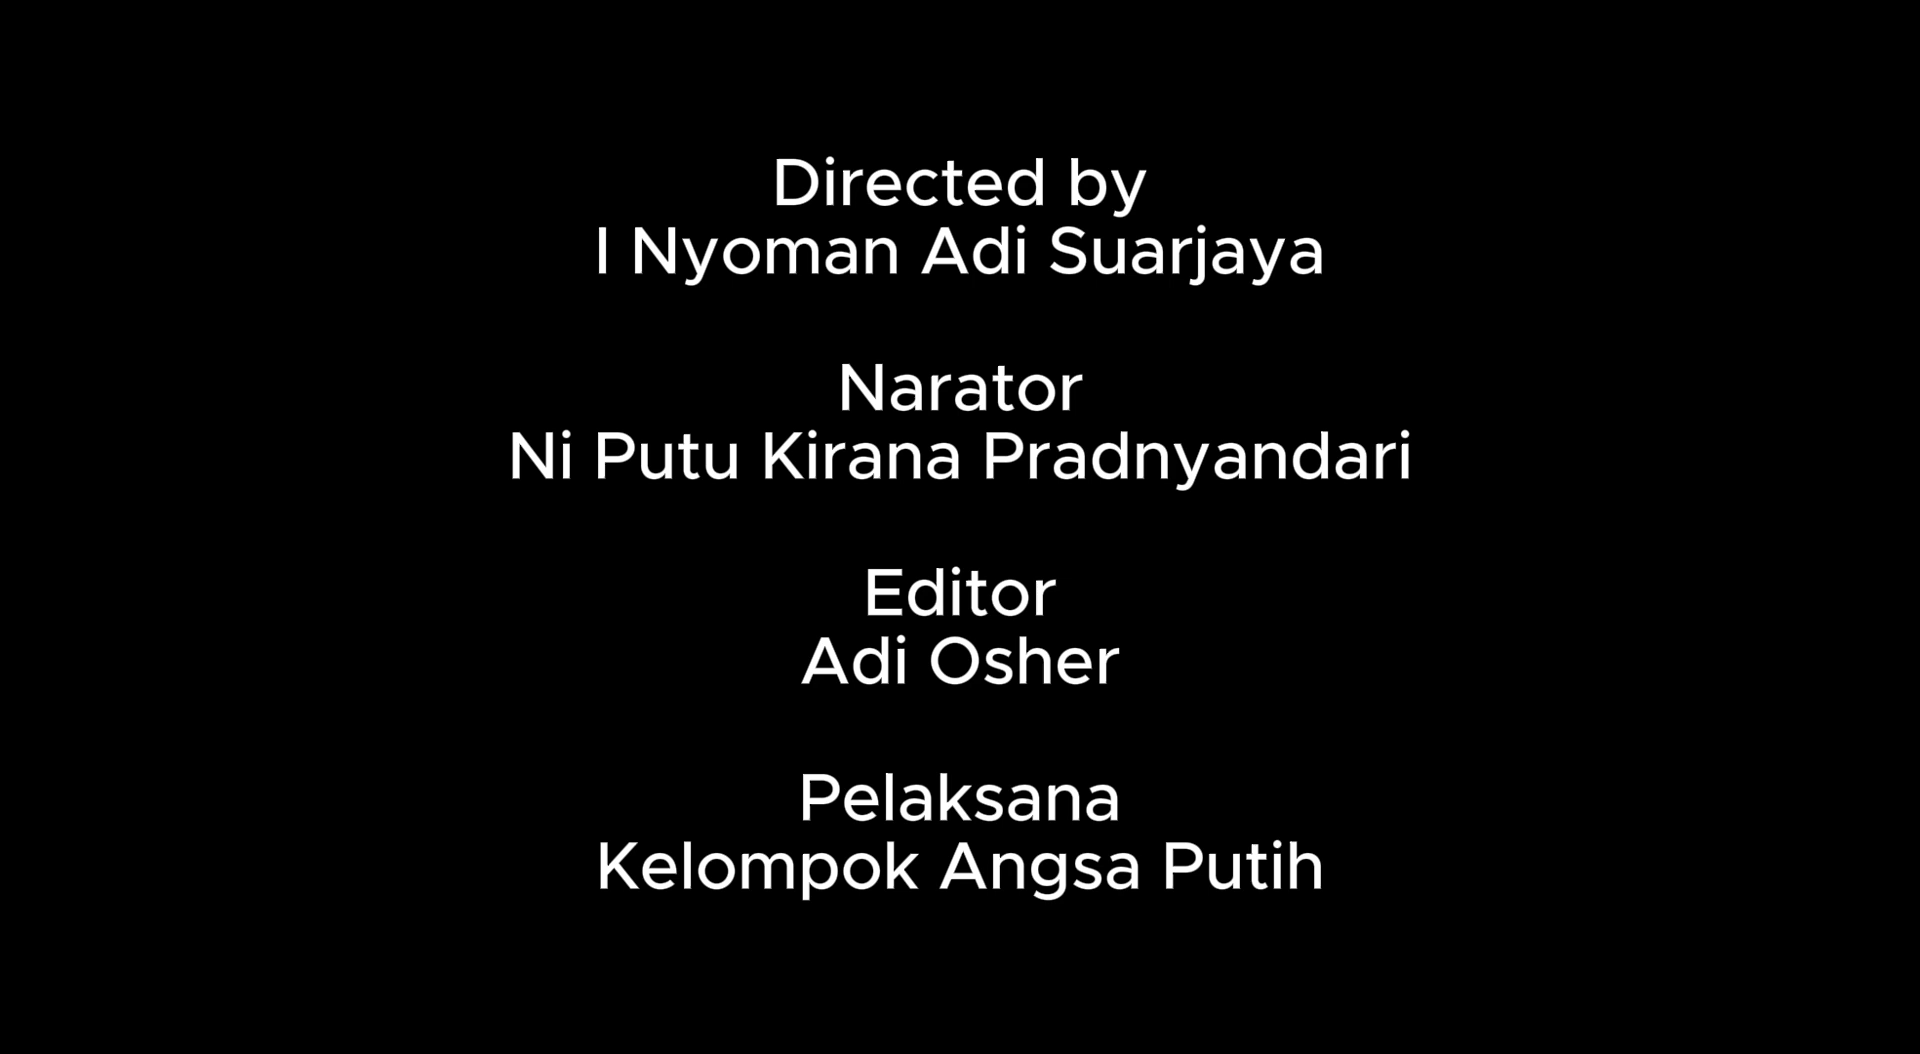 Directed by
I Nyoman Adi Suarjaya
Narator
Ni Putu Kirana Pradnyandari
Editor
Adi Osher
Pelaksana
Kelompok Angsa Putih